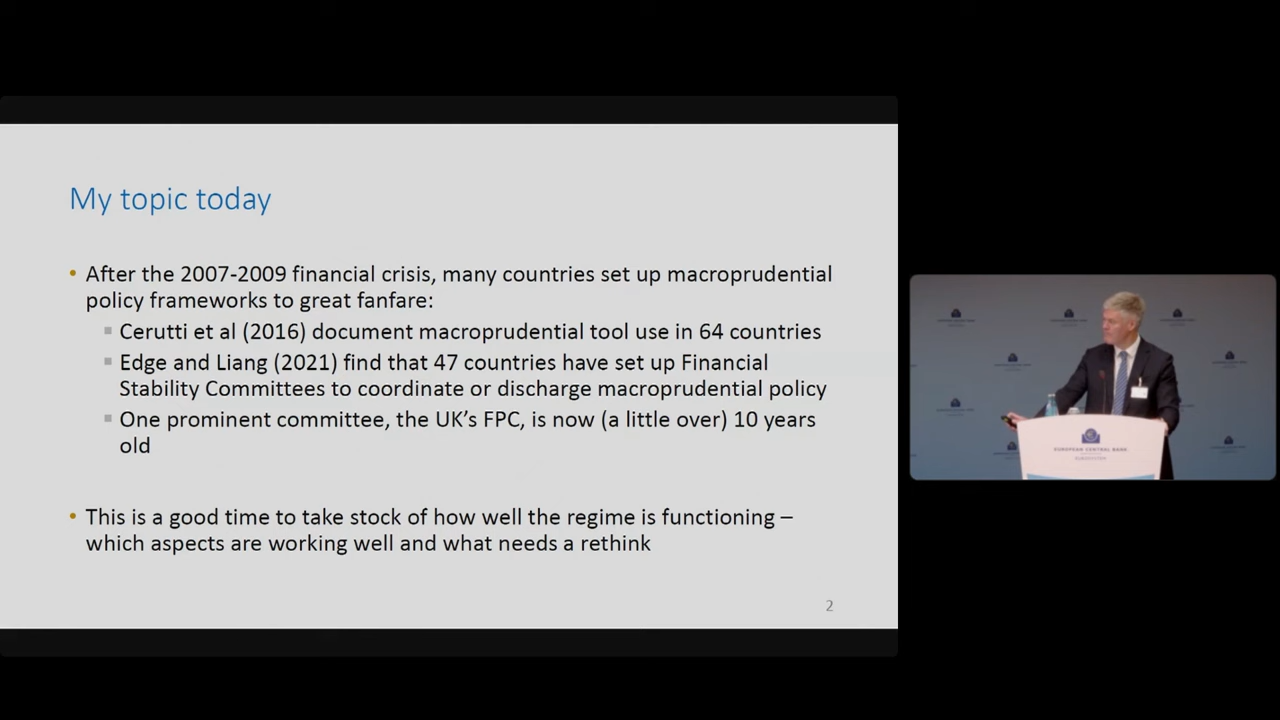 My topic today
• After the 2007-2009 financial crisis, many countries set up macroprudential
policy frameworks to great fanfare:
▪ Cerutti et al (2016) document macroprudential tool use in 64 countries
▪ Edge and Liang (2021) find that 47 countries have set up Financial
Stability Committees to coordinate or discharge macroprudential policy
▪ One prominent committee, the UK’s FPC, is now (a little over) 10 years
old
• This is a good time to take stock of how well the regime is functioning –
which aspects are working well and what needs a rethink
2
EUROPEAN CENTRAL BANK
EUROSYSTEM